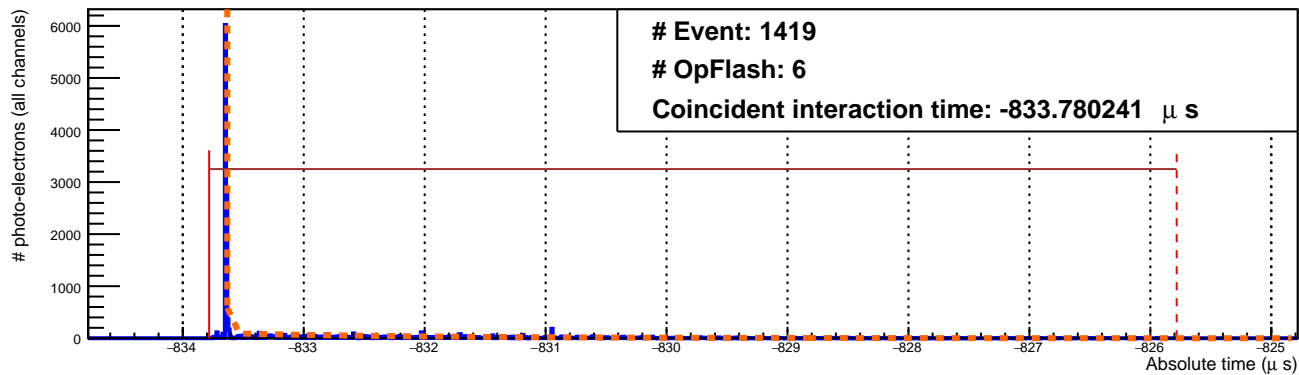 # Event: 1419
# OpFlash: 6
Coincident interaction time: -833.780241 μ s
# photo-electrons (all channels)
6000
5000
4000
3000
2000
1000
0
−834 −833 −832 −831 −830 −829 −828 −827 −826 −825
Absolute time (μ s)